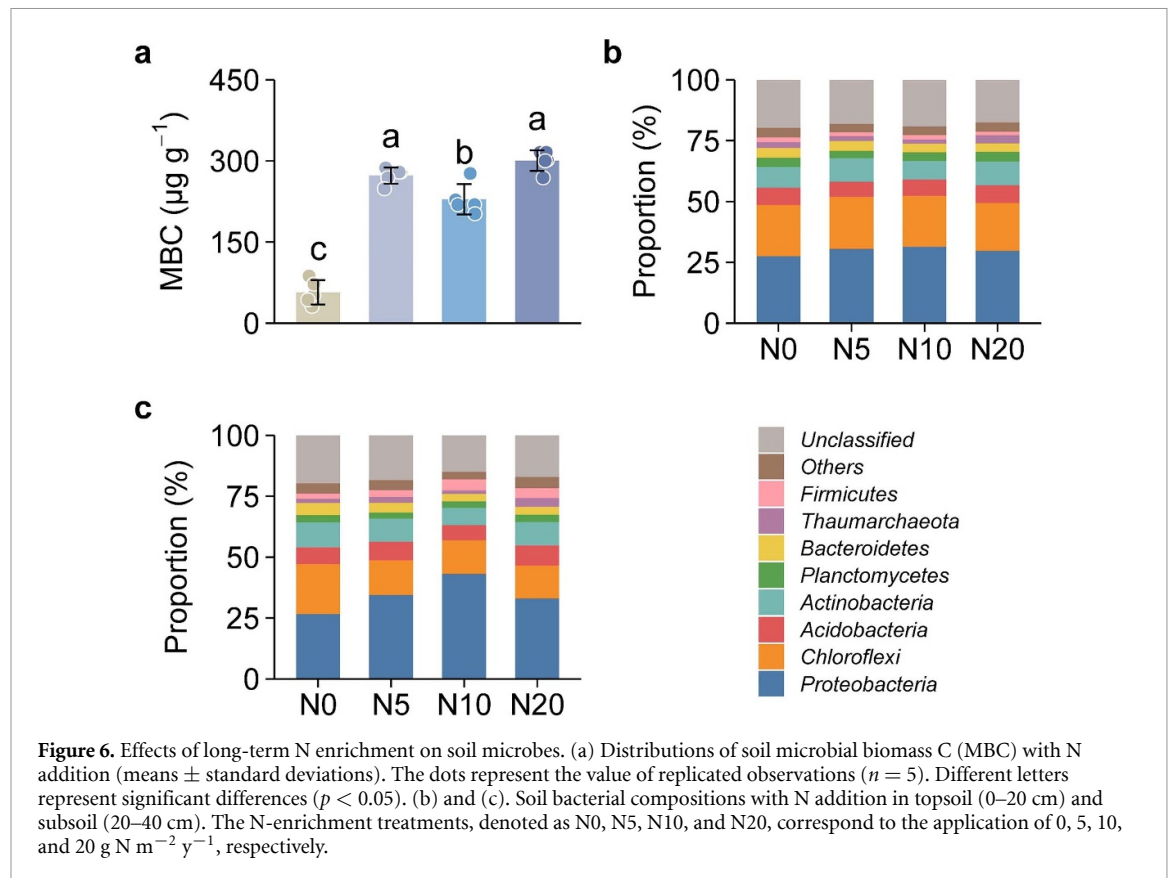 a
450
300
150
0
MBC (µg g−1)
c
a
b
a
b
100
75
50
25
0
Proportion (%)
N0 N5 N10 N20
c
100
75
50
25
0
Proportion (%)
N0 N5 N10 N20
Unclassified
Others
Firmicutes
Thaumarchaeota
Bacteroidetes
Planctomycetes
Actinobacteria
Acidobacteria
Chloroflexi
Proteobacteria
Figure 6. Effects of long-term N enrichment on soil microbes. (a) Distributions of soil microbial biomass C (MBC) with N
addition (means ± standard deviations). The dots represent the value of replicated observations (n = 5). Different letters
represent significant differences (p < 0.05). (b) and (c). Soil bacterial compositions with N addition in topsoil (0–20 cm) and
subsoil (20–40 cm). The N-enrichment treatments, denoted as N0, N5, N10, and N20, correspond to the application of 0, 5, 10,
and 20 g N m−2 y−1, respectively.